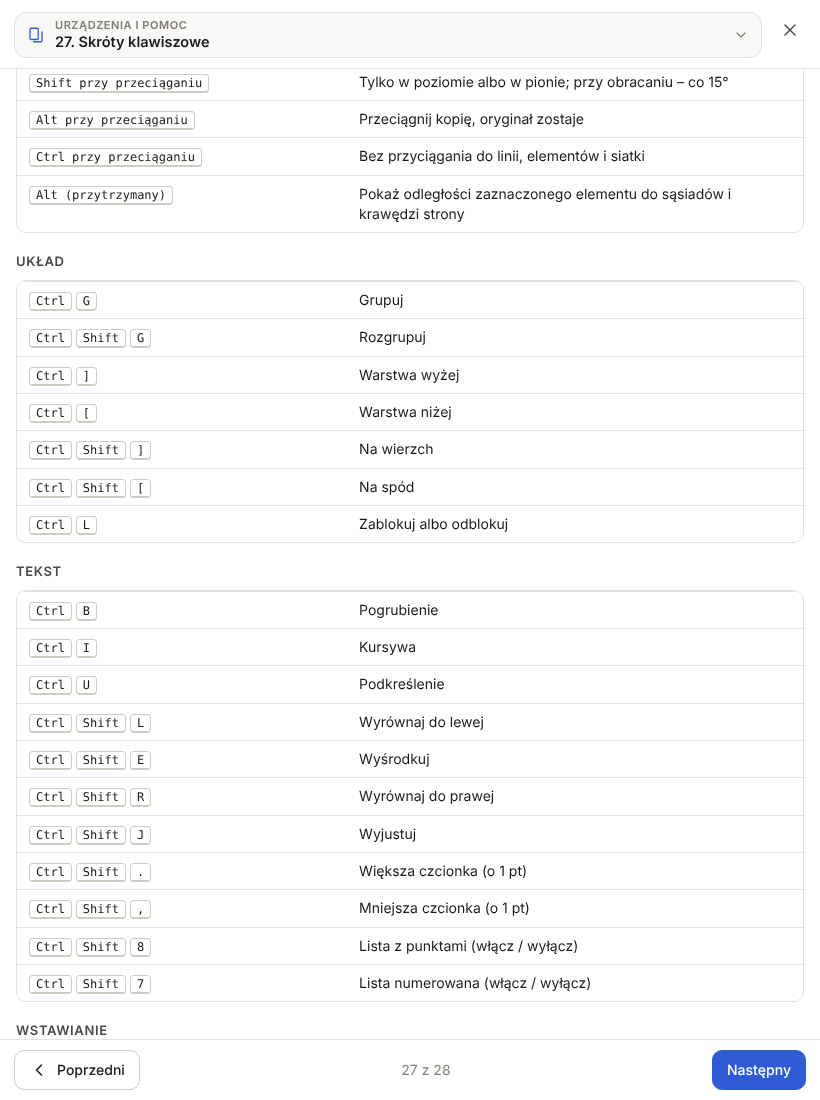 URZĄDZENIA I POMOC
27. Skróty klawiszowe
Shift przy przeciąganiu Tylko w poziomie albo w pionie; przy obracaniu – co 15°
Alt przy przeciąganiu Przeciągnij kopię, oryginał zostaje
Ctrl przy przeciąganiu Bez przyciągania do linii, elementów i siatki
Alt (przytrzymany) Pokaż odległości zaznaczonego elementu do sąsiadów i
krawędzi strony
UKŁAD
Ctrl G Grupuj
Ctrl Shift G Rozgrupuj
Ctrl ] Warstwa wyżej
Ctrl [ Warstwa niżej
Ctrl Shift ] Na wierzch
Ctrl Shift [ Na spód
Ctrl L Zablokuj albo odblokuj
TEKST
Ctrl B Pogrubienie
Ctrl I Kursywa
Ctrl U Podkreślenie
Ctrl Shift L Wyrównaj do lewej
Ctrl Shift E Wyśrodkuj
Ctrl Shift R Wyrównaj do prawej
Ctrl Shift J Wyjustuj
Ctrl Shift . Większa czcionka (o 1 pt)
Ctrl Shift , Mniejsza czcionka (o 1 pt)
Ctrl Shift 8 Lista z punktami (włącz / wyłącz)
Ctrl Shift 7 Lista numerowana (włącz / wyłącz)
WSTAWIANIE
Poprzedni 27 z 28 Następny